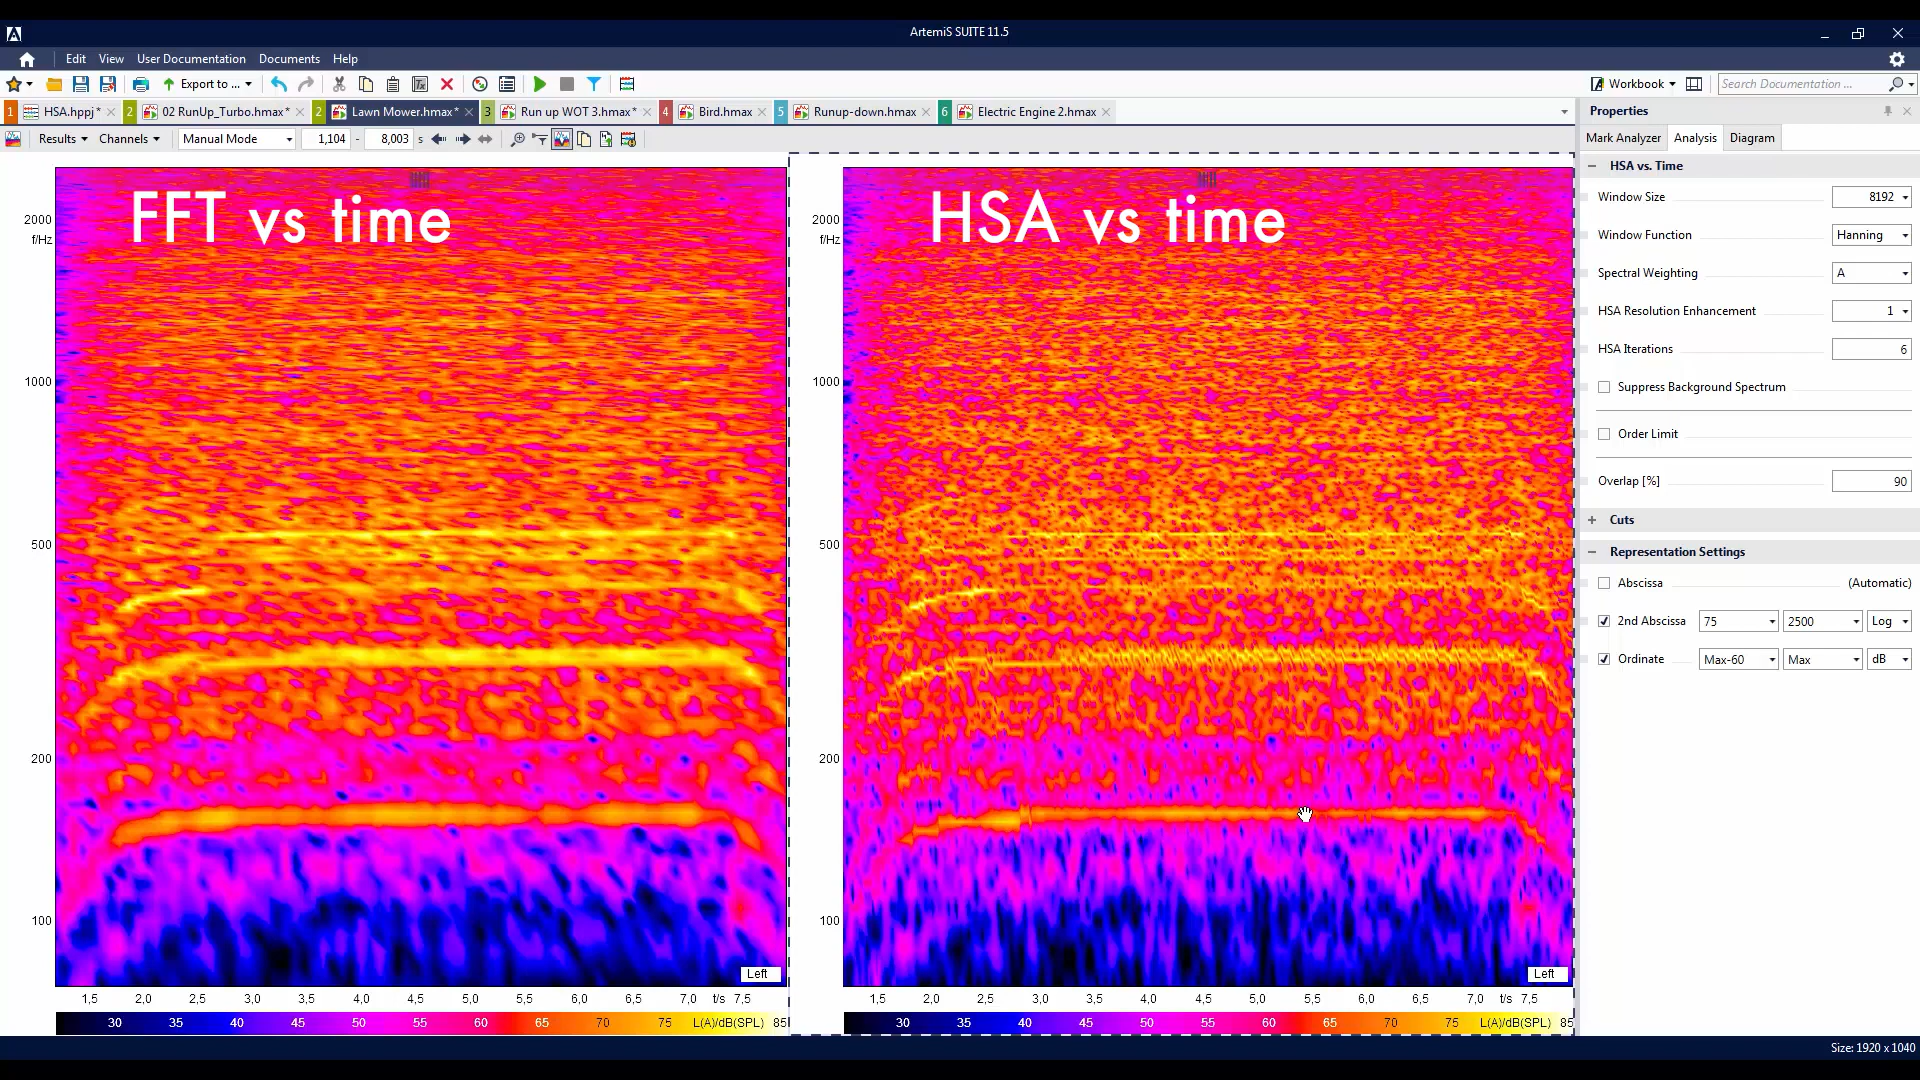 ArtemiS SUITE 11.5
Edit View User Documentation Documents Help
Export to ... Workbook Search Documentation ...
1 HSA.hppj * 2 02 RunUp_Turbo.hmax * 2 Lawn Mower.hmax * 3 Run up WOT 3.hmax * 4 Bird.hmax 5 Runup-down.hmax 6 Electric Engine 2.hmax
Results Channels Manual Mode 1,104 - 8,003 s
FFT vs time
2000
f/Hz
1000
500
200
100
Left
1,5 2,0 2,5 3,0 3,5 4,0 4,5 5,0 5,5 6,0 6,5 7,0 t/s 7,5
30 35 40 45 50 55 60 65 70 75 L(A)/dB(SPL) 85
HSA vs time
2000
f/Hz
1000
500
200
100
Left
1,5 2,0 2,5 3,0 3,5 4,0 4,5 5,0 5,5 6,0 6,5 7,0 t/s 7,5
30 35 40 45 50 55 60 65 70 75 L(A)/dB(SPL) 85
Properties
Mark Analyzer Analysis Diagram
HSA vs. Time
Window Size 8192
Window Function Hanning
Spectral Weighting A
HSA Resolution Enhancement 1
HSA Iterations 6
Suppress Background Spectrum
Order Limit
Overlap [%] 90
Cuts
Representation Settings
Abscissa (Automatic)
2nd Abscissa 75 2500 Log
Ordinate Max-60 Max dB
Size: 1920 x 1040